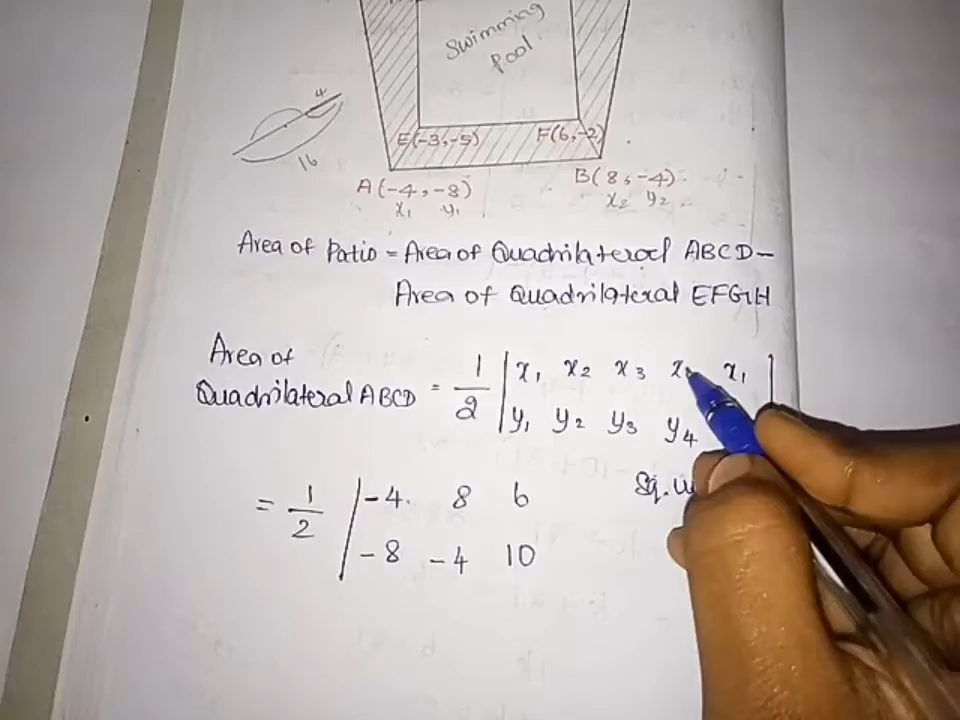 Swimming
pool.
4
16
E(-3,-5) F(6,-2)
A(-4,-8) B(8,-4)
x₁ y₁ x₂ y₂
Area of Patio = Area of Quadrilateral ABCD-
Area of Quadrilateral EFGH
Area of
Quadrilateral ABCD = 1/2 | x₁ x₂ x₃ x₁ |
y₁ y₂ y₃ y₄
Sq.
= 1/2 | -4 8 6
-8 -4 10